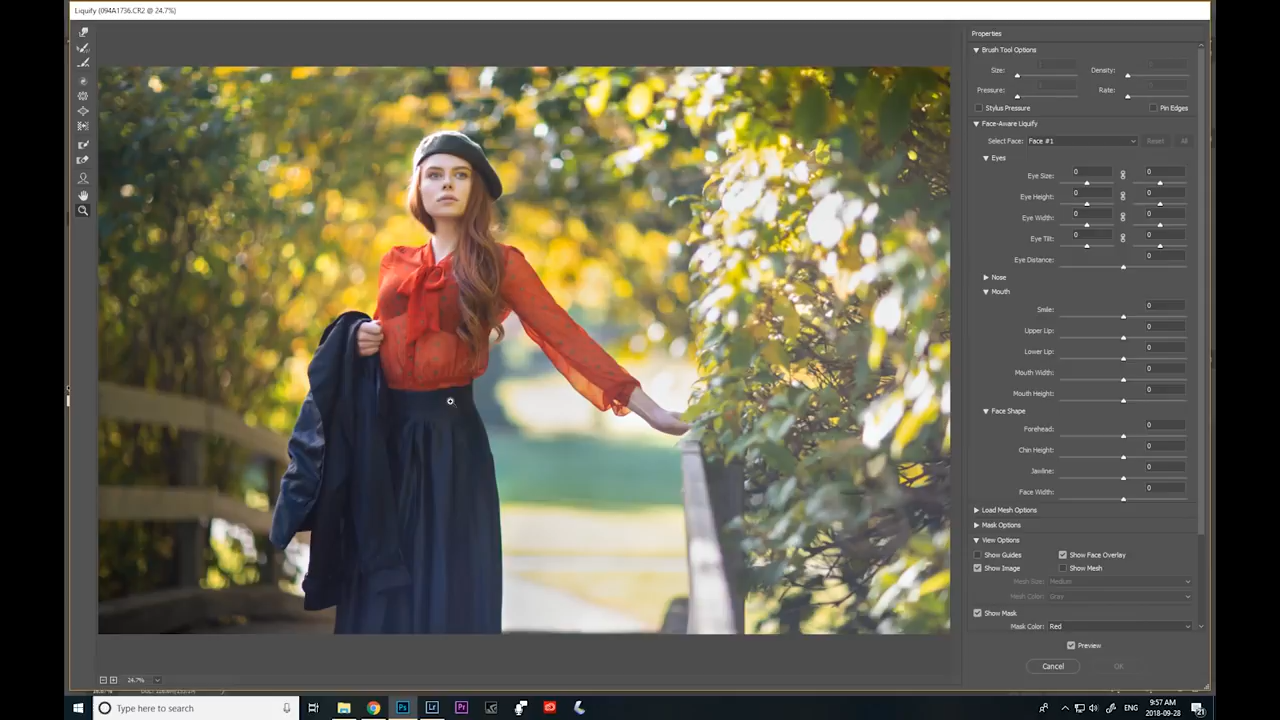 Liquify (094A1736.CR2 @ 24.7%)
Properties
Brush Tool Options
Size: Density:
Pressure: Rate:
Stylus Pressure Pin Edges
Face-Aware Liquify
Select Face: Face #1 Reset All
Eyes
Eye Size: 0 0
Eye Height: 0 0
Eye Width: 0 0
Eye Tilt: 0 0
Eye Distance: 0
Nose
Mouth
Smile: 0
Upper Lip: 0
Lower Lip: 0
Mouth Width: 0
Mouth Height: 0
Face Shape
Forehead: 0
Chin Height: 0
Jawline: 0
Face Width: 0
Load Mesh Options
Mask Options
View Options
Show Guides Show Face Overlay
Show Image Show Mesh
Mesh Size: Medium
Mesh Color: Gray
Show Mask
Mask Color: Red
Preview
Cancel OK
24.7%
Type here to search
ENG
9:57 AM
2018-09-28